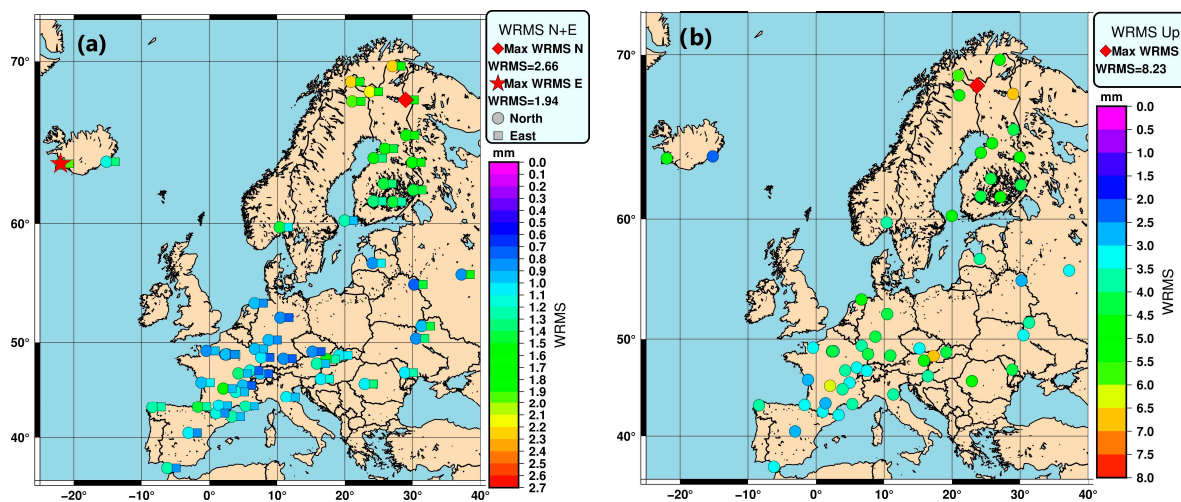 (a)
WRMS N+E
Max WRMS N
WRMS=2.66
Max WRMS E
WRMS=1.94
North
East
mm
0.0
0.1
0.2
0.3
0.4
0.5
0.6
0.7
0.8
0.9
1.0
1.1
1.2
1.3
1.4
1.5
1.6
1.7
1.8
1.9
2.0
2.1
2.2
2.3
2.4
2.5
2.6
2.7
WRMS
70°
60°
50°
40°
−20° −10° 0° 10° 20° 30° 40°
(b)
WRMS Up
Max WRMS
WRMS=8.23
mm
0.0
0.5
1.0
1.5
2.0
2.5
3.0
3.5
4.0
4.5
5.0
5.5
6.0
6.5
7.0
7.5
8.0
WRMS
70°
60°
50°
40°
−20° −10° 0° 10° 20° 30° 40°